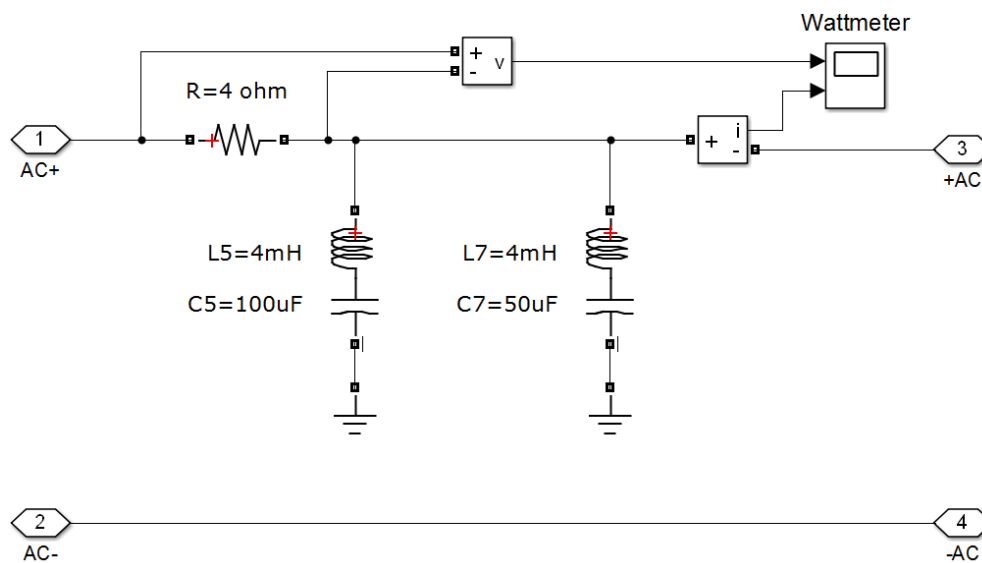 Wattmeter
+
-
v
R=4 ohm
1
AC+
+
i
-
3
+AC
L5=4mH
C5=100uF
L7=4mH
C7=50uF
2
AC-
4
-AC